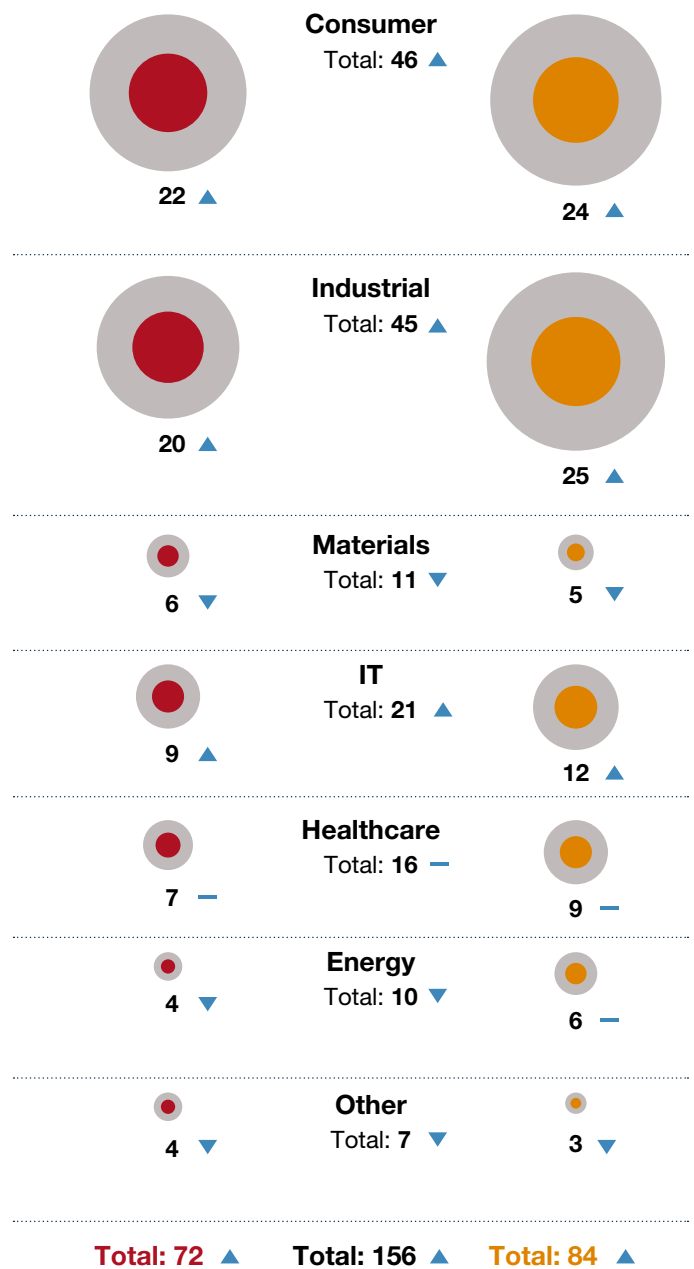 Consumer
Total: 46
22
24
Industrial
Total: 45
20
25
Materials
Total: 11
6
5
IT
Total: 21
9
12
Healthcare
Total: 16
7
9
Energy
Total: 10
4
6
Other
Total: 7
4
3
Total: 72 Total: 156 Total: 84